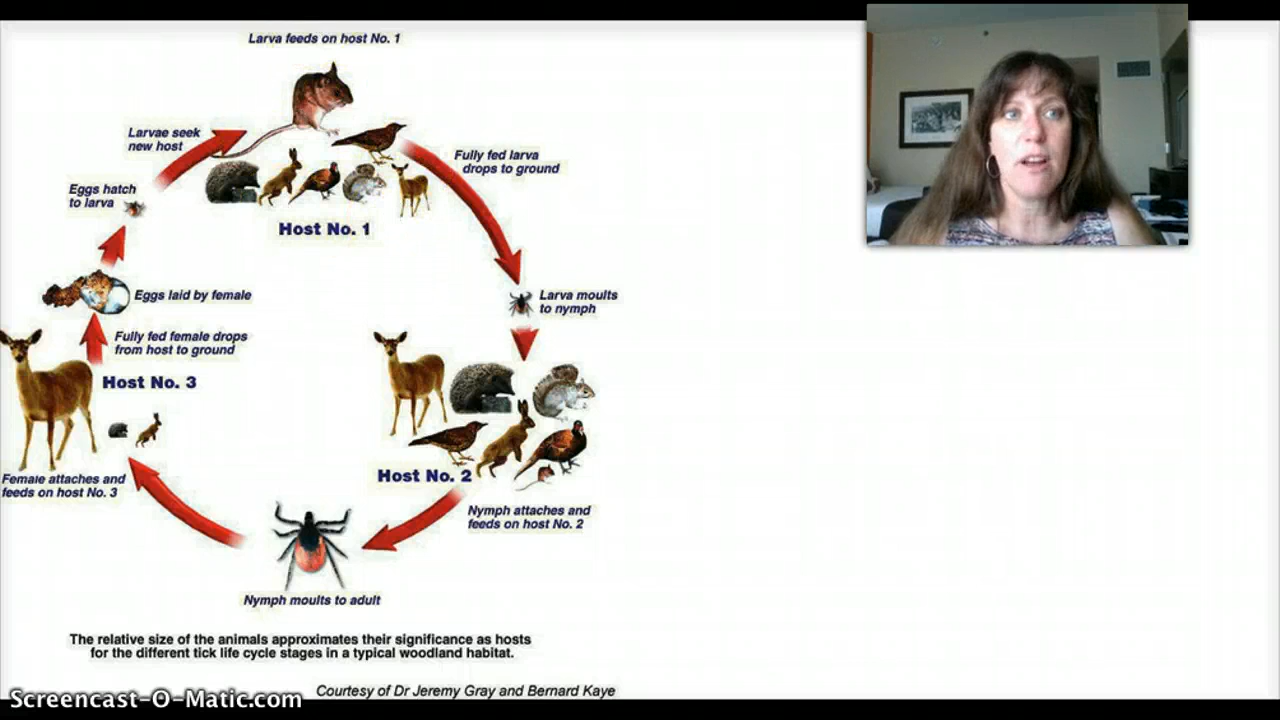 Larva feeds on host No. 1
Larvae seek
new host
Fully fed larva
drops to ground
Eggs hatch
to larva
Host No. 1
Eggs laid by female
Larva moults
to nymph
Fully fed female drops
from host to ground
Host No. 3
Host No. 2
Female attaches and
feeds on host No. 3
Nymph attaches and
feeds on host No. 2
Nymph moults to adult
The relative size of the animals approximates their significance as hosts
for the different tick life cycle stages in a typical woodland habitat.
Courtesy of Dr Jeremy Gray and Bernard Kaye
Screencast-O-Matic.com